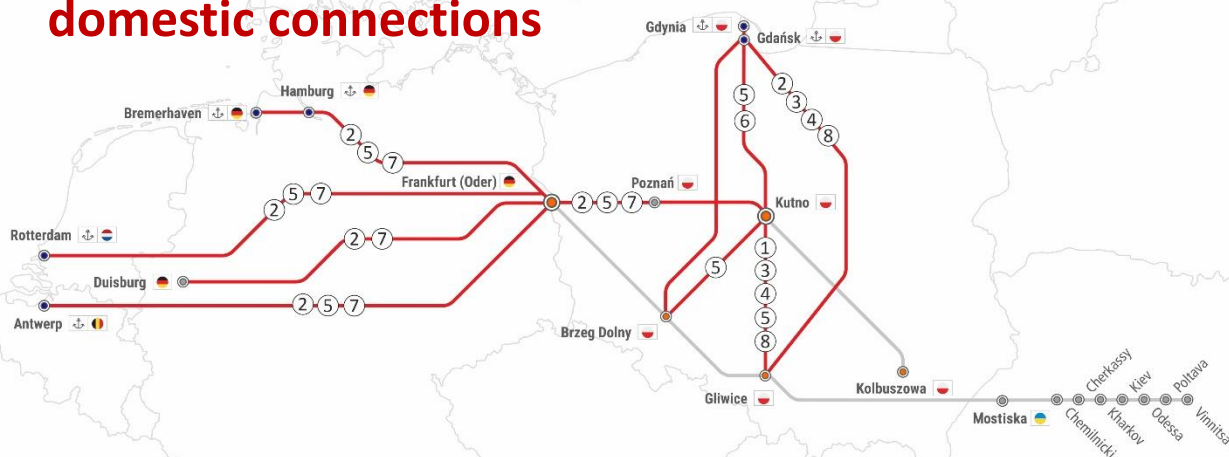 domestic connections
Gdynia
Gdańsk
Hamburg
Bremerhaven
2
5
7
5
6
2
3
4
8
Frankfurt (Oder)
Poznań
2 5 7
2 5 7
Kutno
Rotterdam
2 7
Duisburg
5
1
3
4
5
8
2 5 7
Antwerp
Brzeg Dolny
Gliwice
Kolbuszowa
Mostiska
Cherkassy
Kiev
Poltava
Chemilnicki
Kharkov
Odessa
Vinnitsa